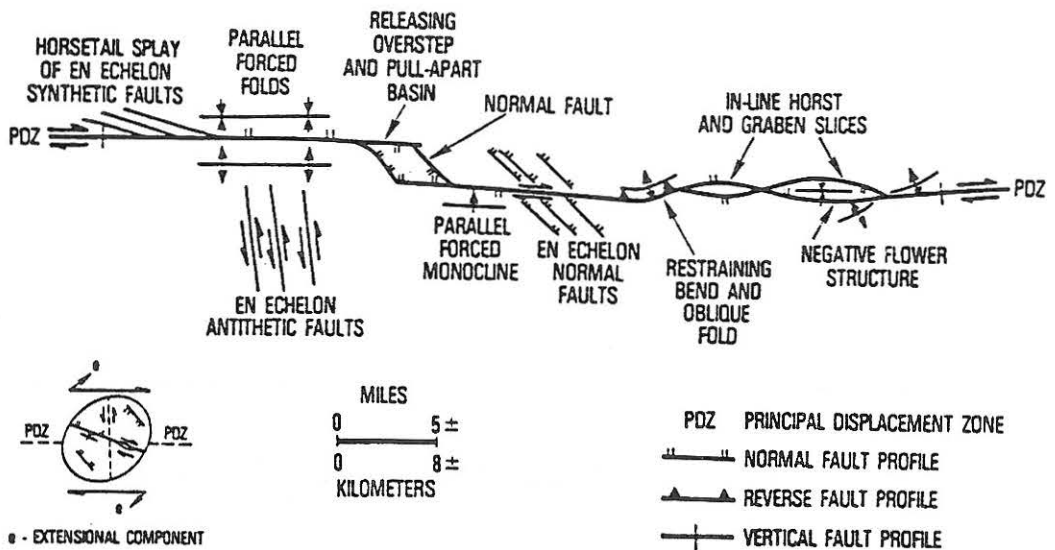 HORSETAIL SPLAY
OF EN ECHELON
SYNTHETIC FAULTS
PARALLEL
FORCED
FOLDS
RELEASING
OVERSTEP
AND PULL-APART
BASIN
NORMAL FAULT
IN-LINE HORST
AND GRABEN SLICES
PDZ
PDZ
EN ECHELON
ANTITHETIC FAULTS
PARALLEL
FORCED
MONOCLINE
EN ECHELON
NORMAL
FAULTS
RESTRAINING
BEND AND
OBLIQUE
FOLD
NEGATIVE FLOWER
STRUCTURE
e
PDZ
PDZ
e
e - EXTENSIONAL COMPONENT
MILES
0 5 ±
0 8 ±
KILOMETERS
PDZ PRINCIPAL DISPLACEMENT ZONE
NORMAL FAULT PROFILE
REVERSE FAULT PROFILE
VERTICAL FAULT PROFILE